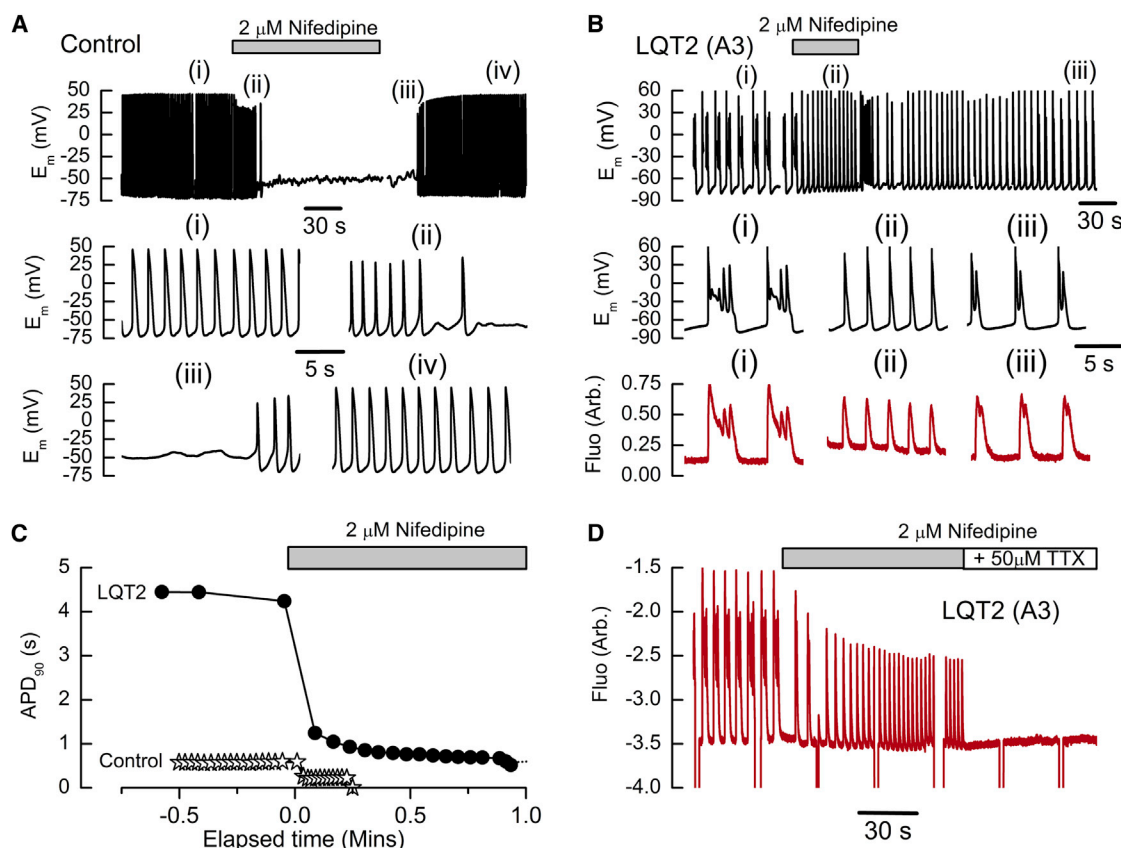 A
Control
2 μM Nifedipine
(i)
(ii)
(iii)
(iv)
Em (mV)
50
25
0
-25
-50
-75
30 s
(i)
(ii)
Em (mV)
50
25
0
-25
-50
-75
5 s
(iii)
(iv)
Em (mV)
50
25
0
-25
-50
-75
B
2 μM Nifedipine
LQT2 (A3)
(i)
(ii)
(iii)
Em (mV)
60
30
0
-30
-60
-90
30 s
(i)
(ii)
(iii)
Em (mV)
60
30
0
-30
-60
-90
5 s
(i)
(ii)
(iii)
Fluo (Arb.)
0.75
0.50
0.25
0.00
C
2 μM Nifedipine
LQT2
Control
APD90 (s)
5
4
3
2
1
0
-0.5
0.0
0.5
1.0
Elapsed time (Mins)
D
2 μM Nifedipine
+ 50μM TTX
LQT2 (A3)
Fluo (Arb.)
-1.5
-2.0
-2.5
-3.0
-3.5
-4.0
30 s